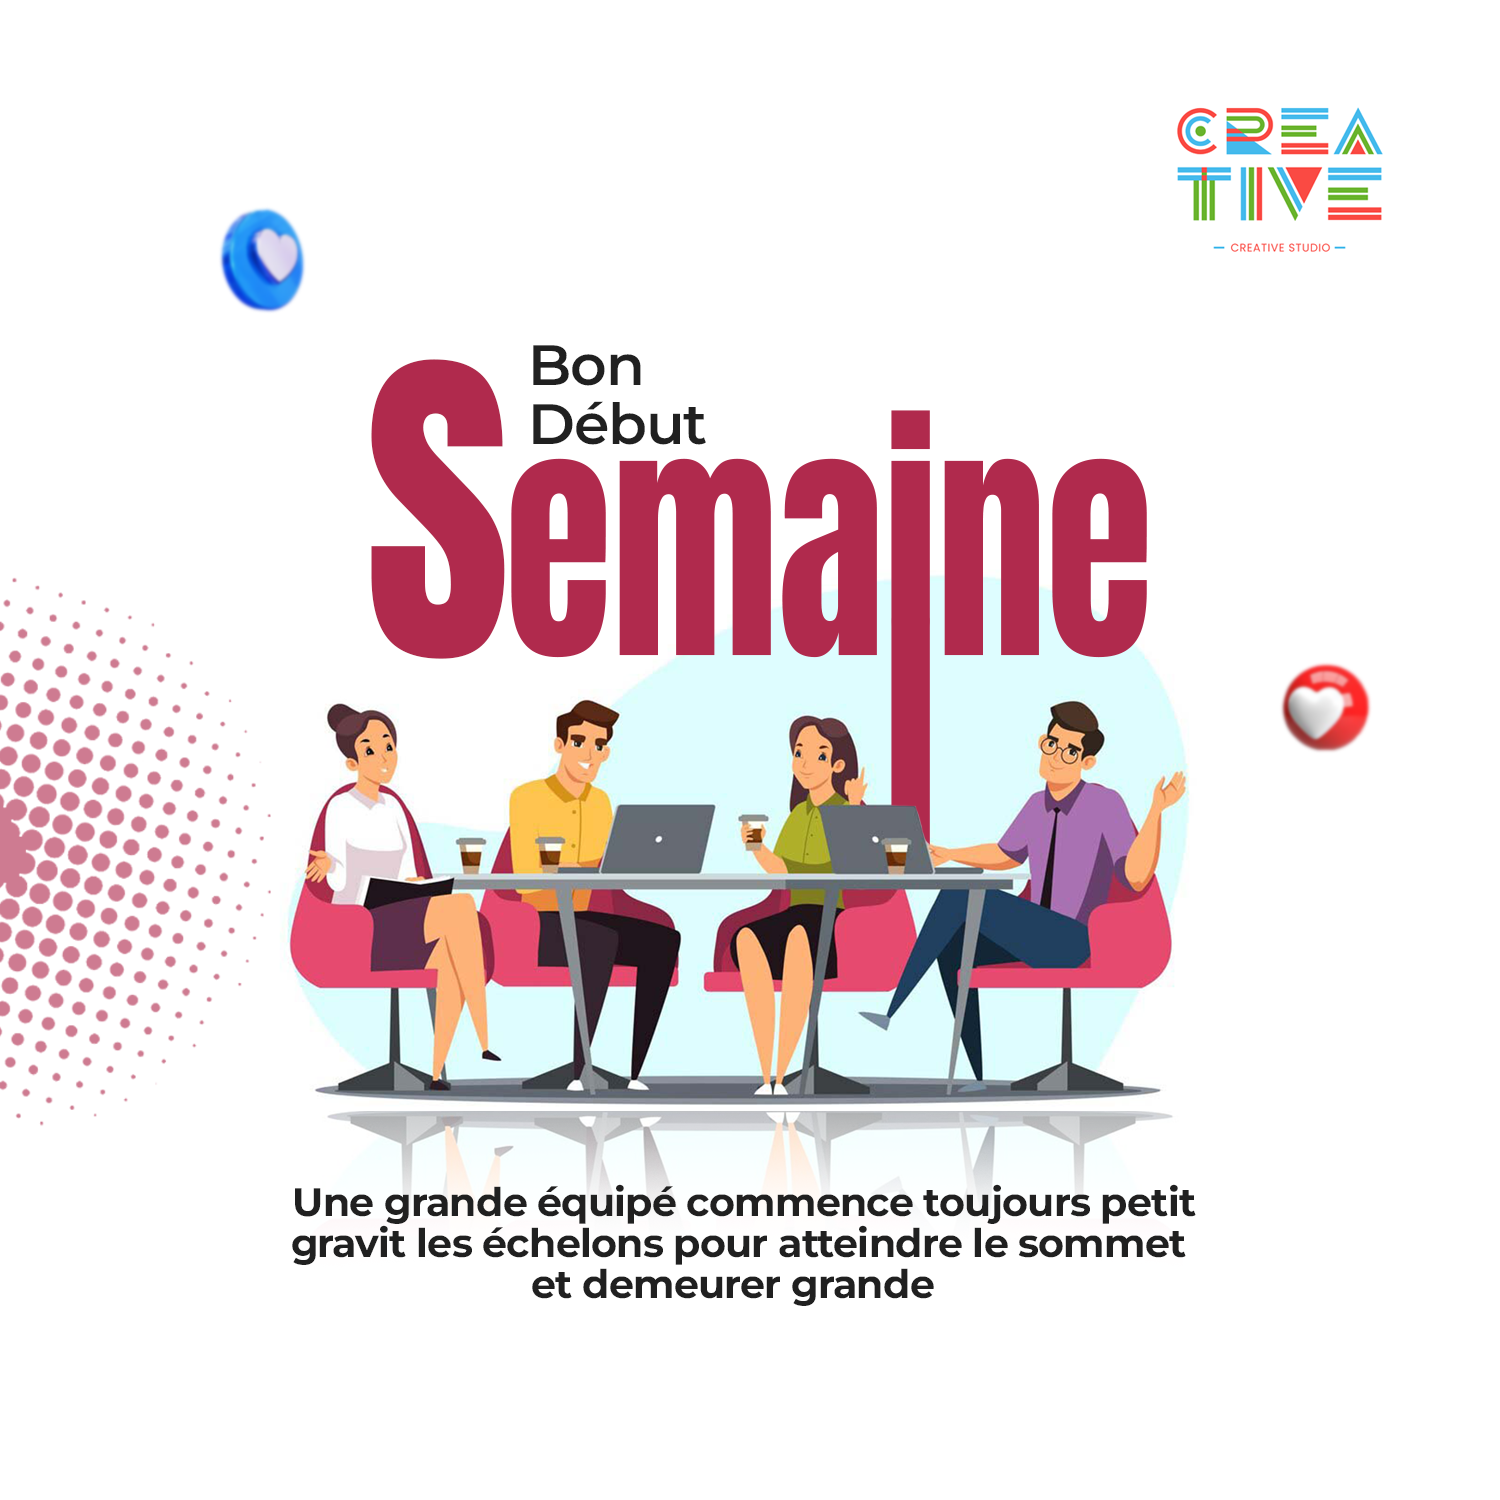 CREA
TIVE
CREATIVE STUDIO
Bon
Début
Semaine
Une grande équipé commence toujours petit
gravit les échelons pour atteindre le sommet
et demeurer grande